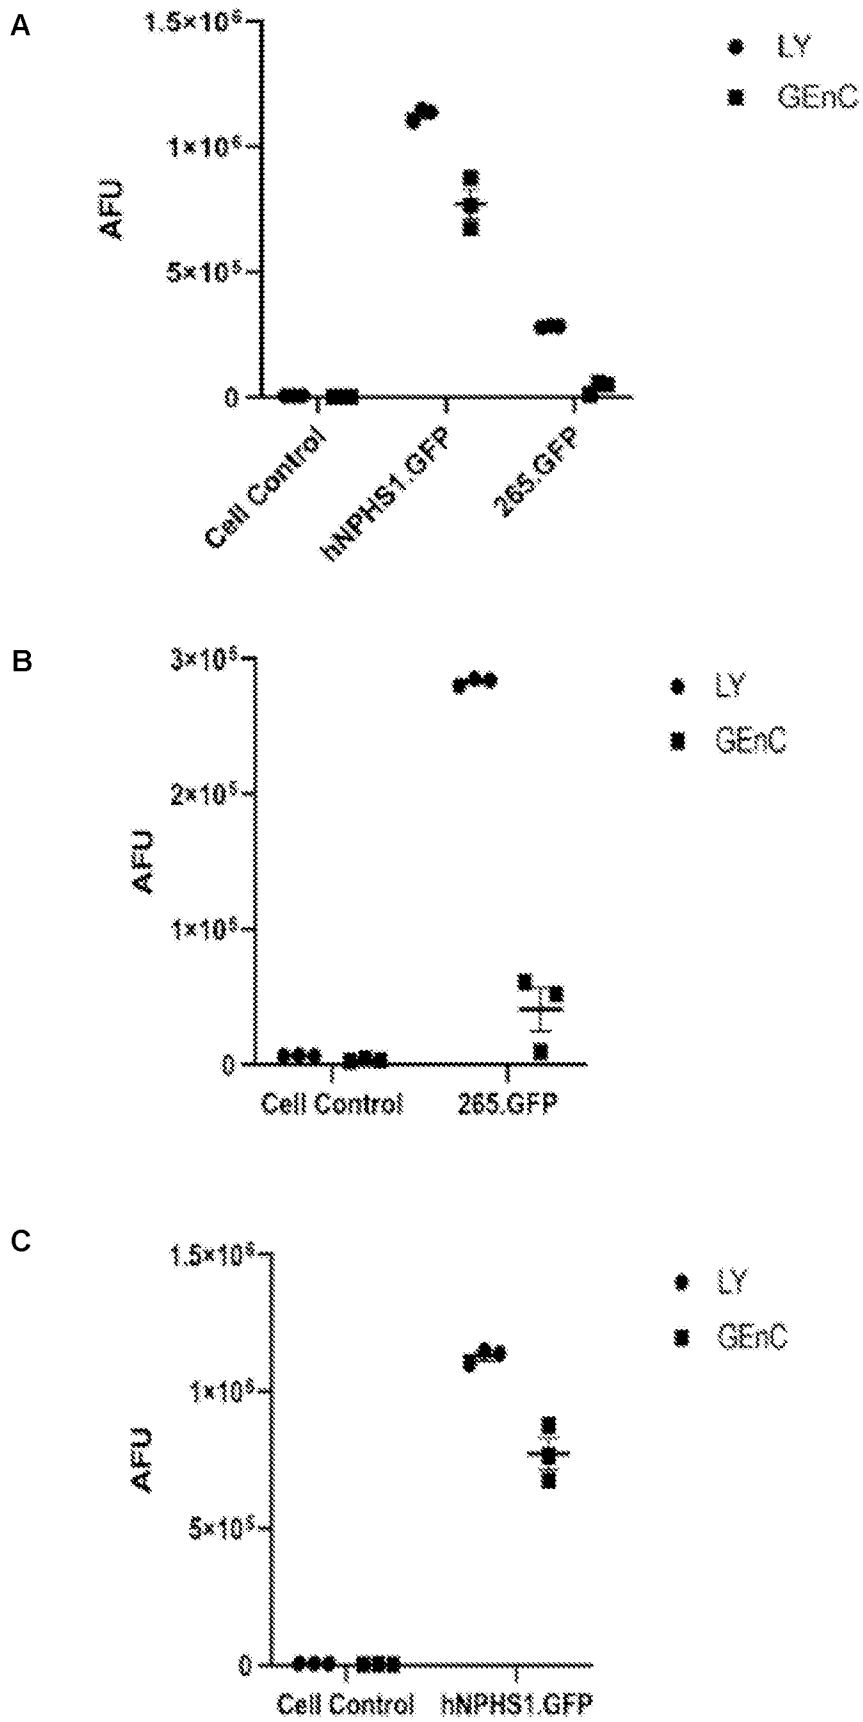 A
1.5×10⁶
1×10⁶
5×10⁵
0
AFU
LY
GEnC
Cell Control
hNPHS1.GFP
265.GFP
B
3×10⁵
2×10⁵
1×10⁵
0
AFU
LY
GEnC
Cell Control
265.GFP
C
1.5×10⁶
1×10⁶
5×10⁵
0
AFU
LY
GEnC
Cell Control
hNPHS1.GFP